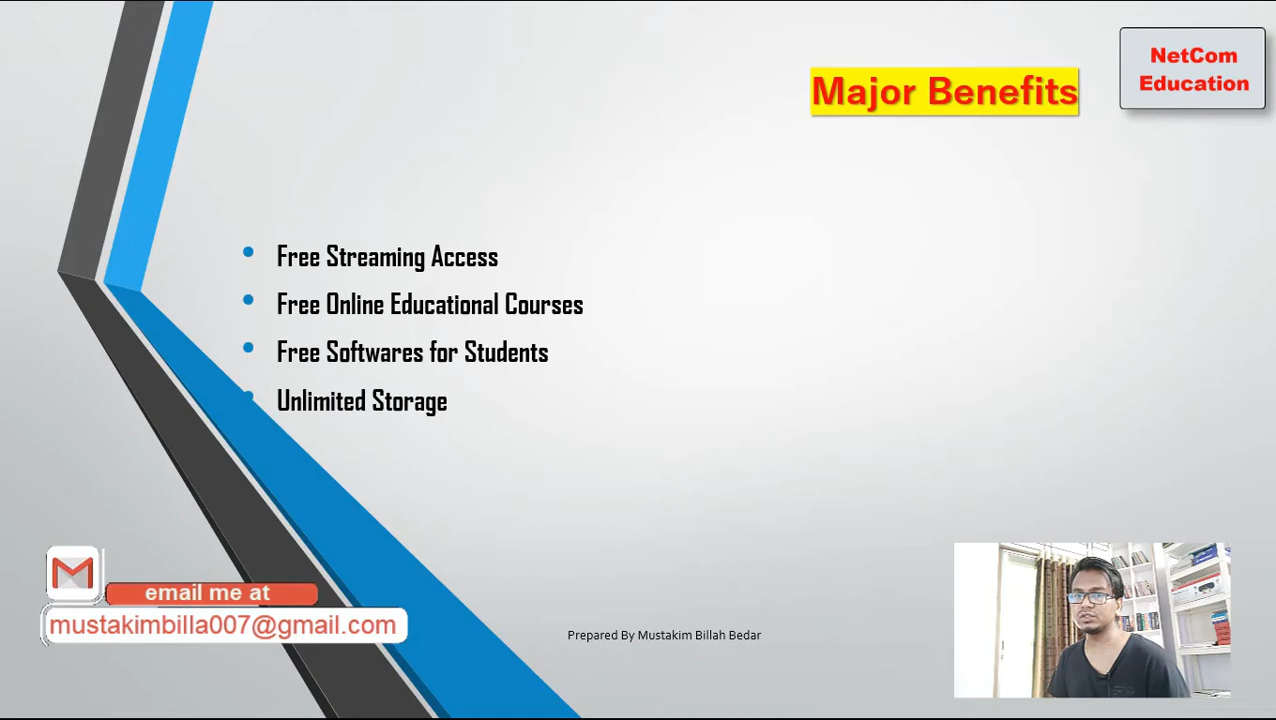 NetCom
Education
Major Benefits
Free Streaming Access
Free Online Educational Courses
Free Softwares for Students
Unlimited Storage
email me at
mustakimbilla007@gmail.com
Prepared By Mustakim Billah Bedar